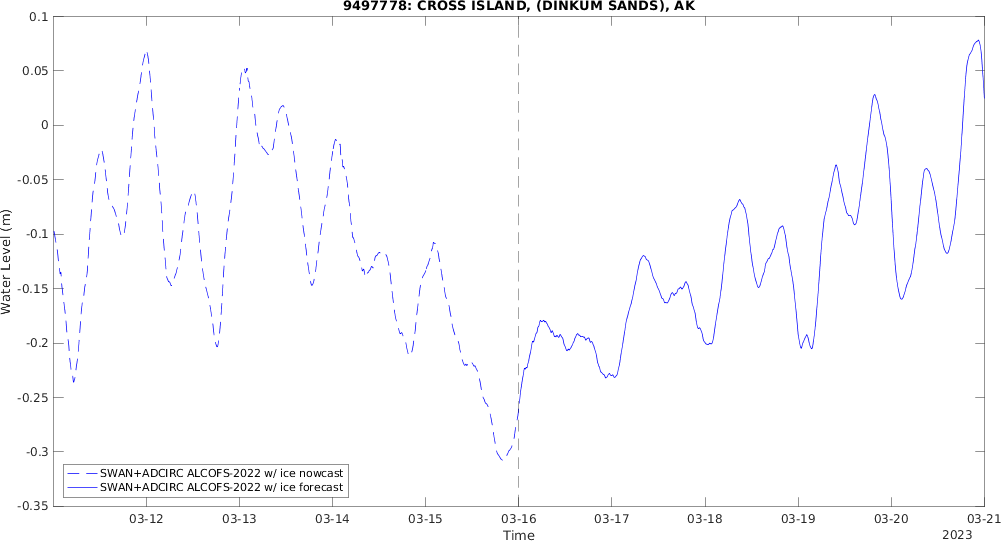 9497778: CROSS ISLAND, (DINKUM SANDS), AK
0.1
0.05
0
-0.05
-0.1
-0.15
-0.2
-0.25
-0.3
-0.35
Water Level (m)
SWAN+ADCIRC ALCOFS-2022 w/ ice nowcast
SWAN+ADCIRC ALCOFS-2022 w/ ice forecast
03-12 03-13 03-14 03-15 03-16 03-17 03-18 03-19 03-20 03-21
Time
2023